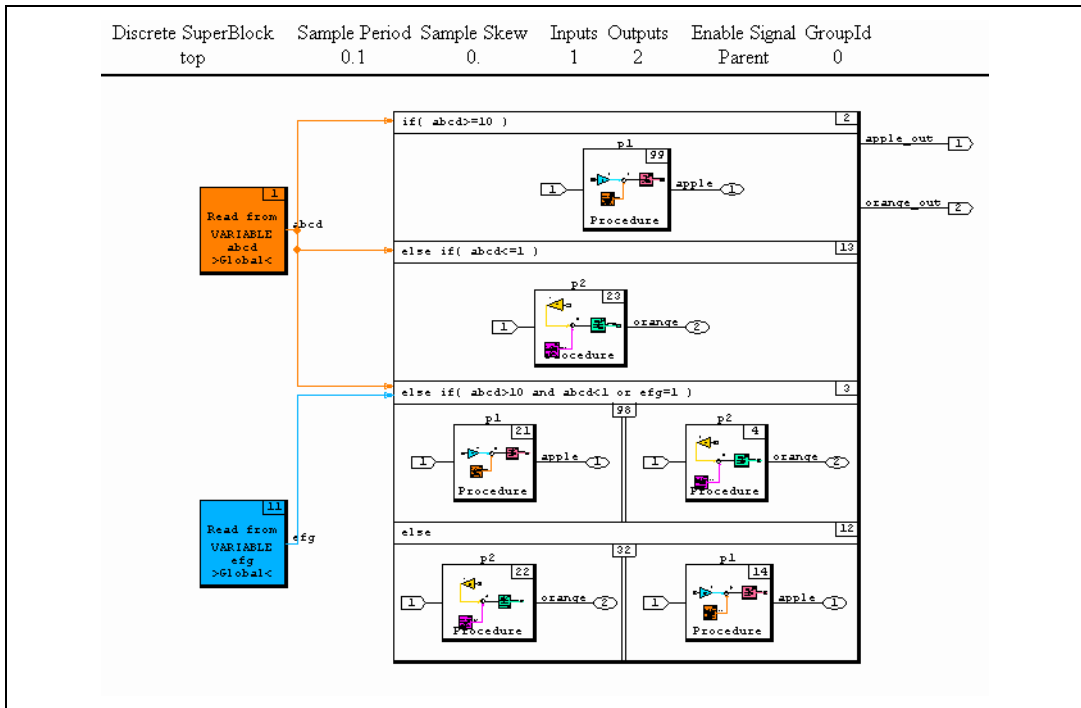 Discrete SuperBlock Sample Period Sample Skew Inputs Outputs Enable Signal GroupId
top 0.1 0. 1 2 Parent 0
if( abcd>=10 ) 2
apple_out 1
p1
99
1 apple 1
Procedure
1
Read from
VARIABLE
abcd
>Global<
abcd
orange_out 2
else if( abcd<=1 ) 13
p2
23
1 orange 2
ocedure
else if( abcd>10 and abcd<1 or efg=1 ) 3
98
p1
21
1 apple 1
Procedure
p2
4
1 orange 2
Procedure
11
Read from
VARIABLE
efg
>Global<
efg
else 12
32
p2
22
1 orange 2
Procedure
p1
14
1 apple 1
Procedure